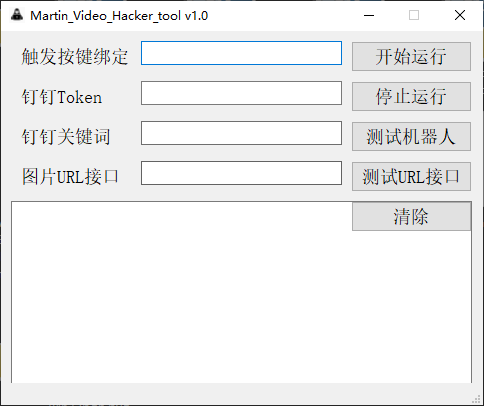 Martin_Video_Hacker_tool v1.0
触发按键绑定 开始运行
钉钉Token 停止运行
钉钉关键词 测试机器人
图片URL接口 测试URL接口
清除